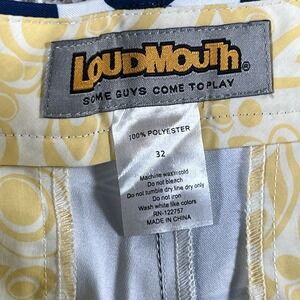 LOUDMOUTH®
SOME GUYS COME TO PLAY
100% POLYESTER
32
Machine wax cold
Do not bleach
Do not tumble dry line dry only
Do not iron
Wash white like colors
RN-122757
MADE IN CHINA